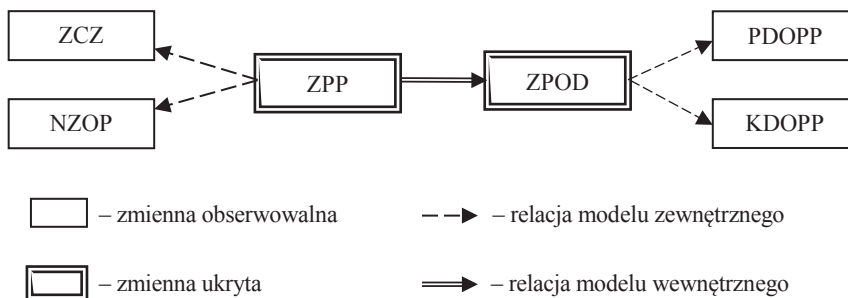 ZCZ
PDOPP
ZPP
ZPOD
NZOP
KDOPP
– zmienna obserwowalna
– relacja modelu zewnętrznego
– zmienna ukryta
– relacja modelu wewnętrznego